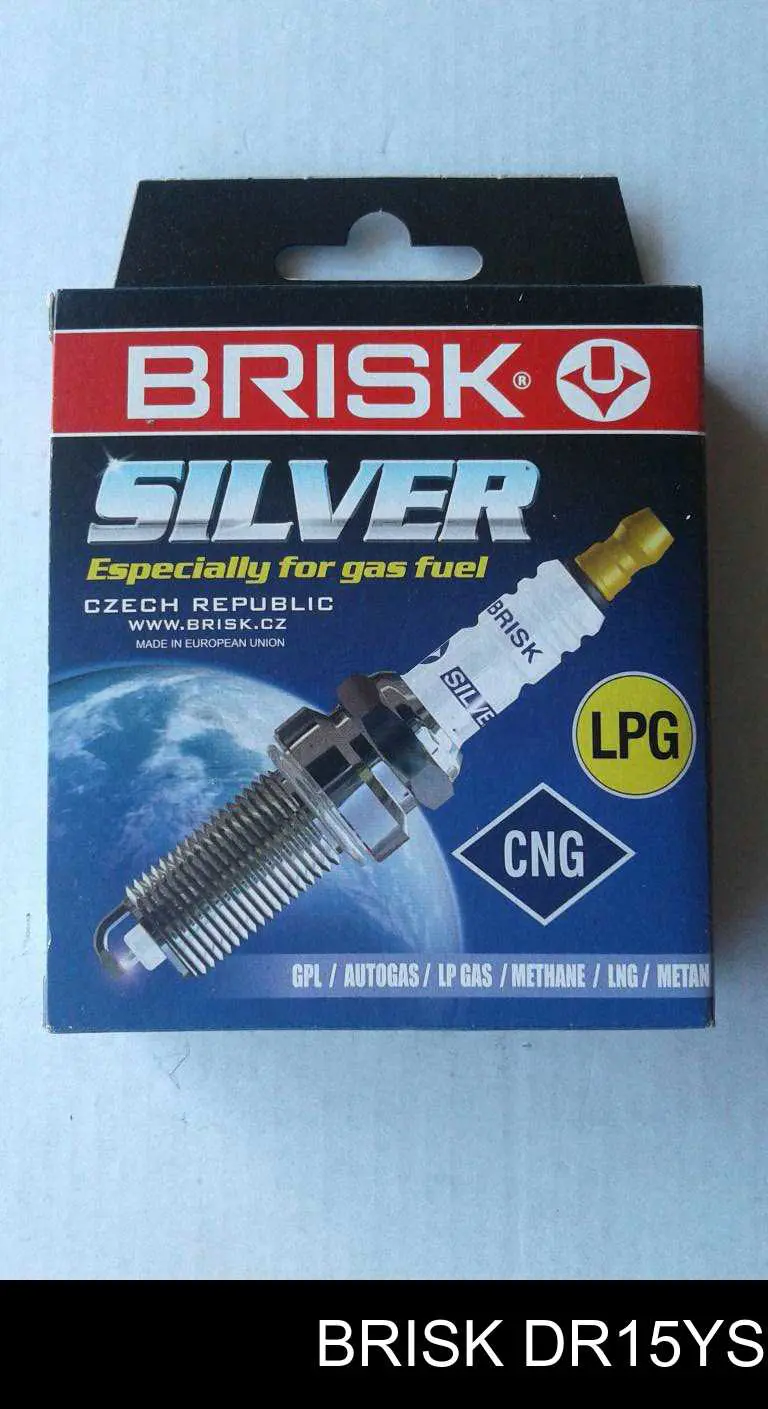 BRISK®
SILVER
Especially for gas fuel
CZECH REPUBLIC
WWW.BRISK.CZ
MADE IN EUROPEAN UNION
BRISK
SILVE
LPG
CNG
GPL / AUTOGAS / LP GAS / METHANE / LNG / METAN
BRISK DR15YS